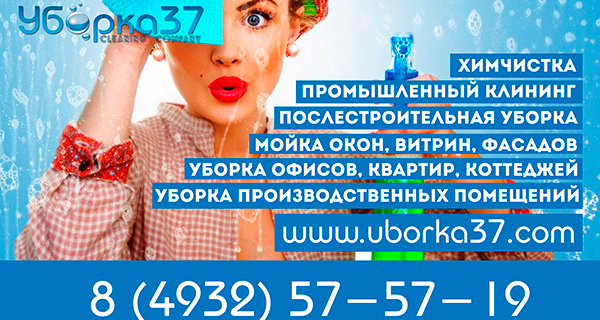 Уборка37
CLEANING COMPANY
ХИМЧИСТКА
ПРОМЫШЛЕННЫЙ КЛИНИНГ
ПОСЛЕСТРОИТЕЛЬНАЯ УБОРКА
МОЙКА ОКОН, ВИТРИН, ФАСАДОВ
УБОРКА ОФИСОВ, КВАРТИР, КОТТЕДЖЕЙ
УБОРКА ПРОИЗВОДСТВЕННЫХ ПОМЕЩЕНИЙ
www.uborka37.com
8 (4932) 57–57–19